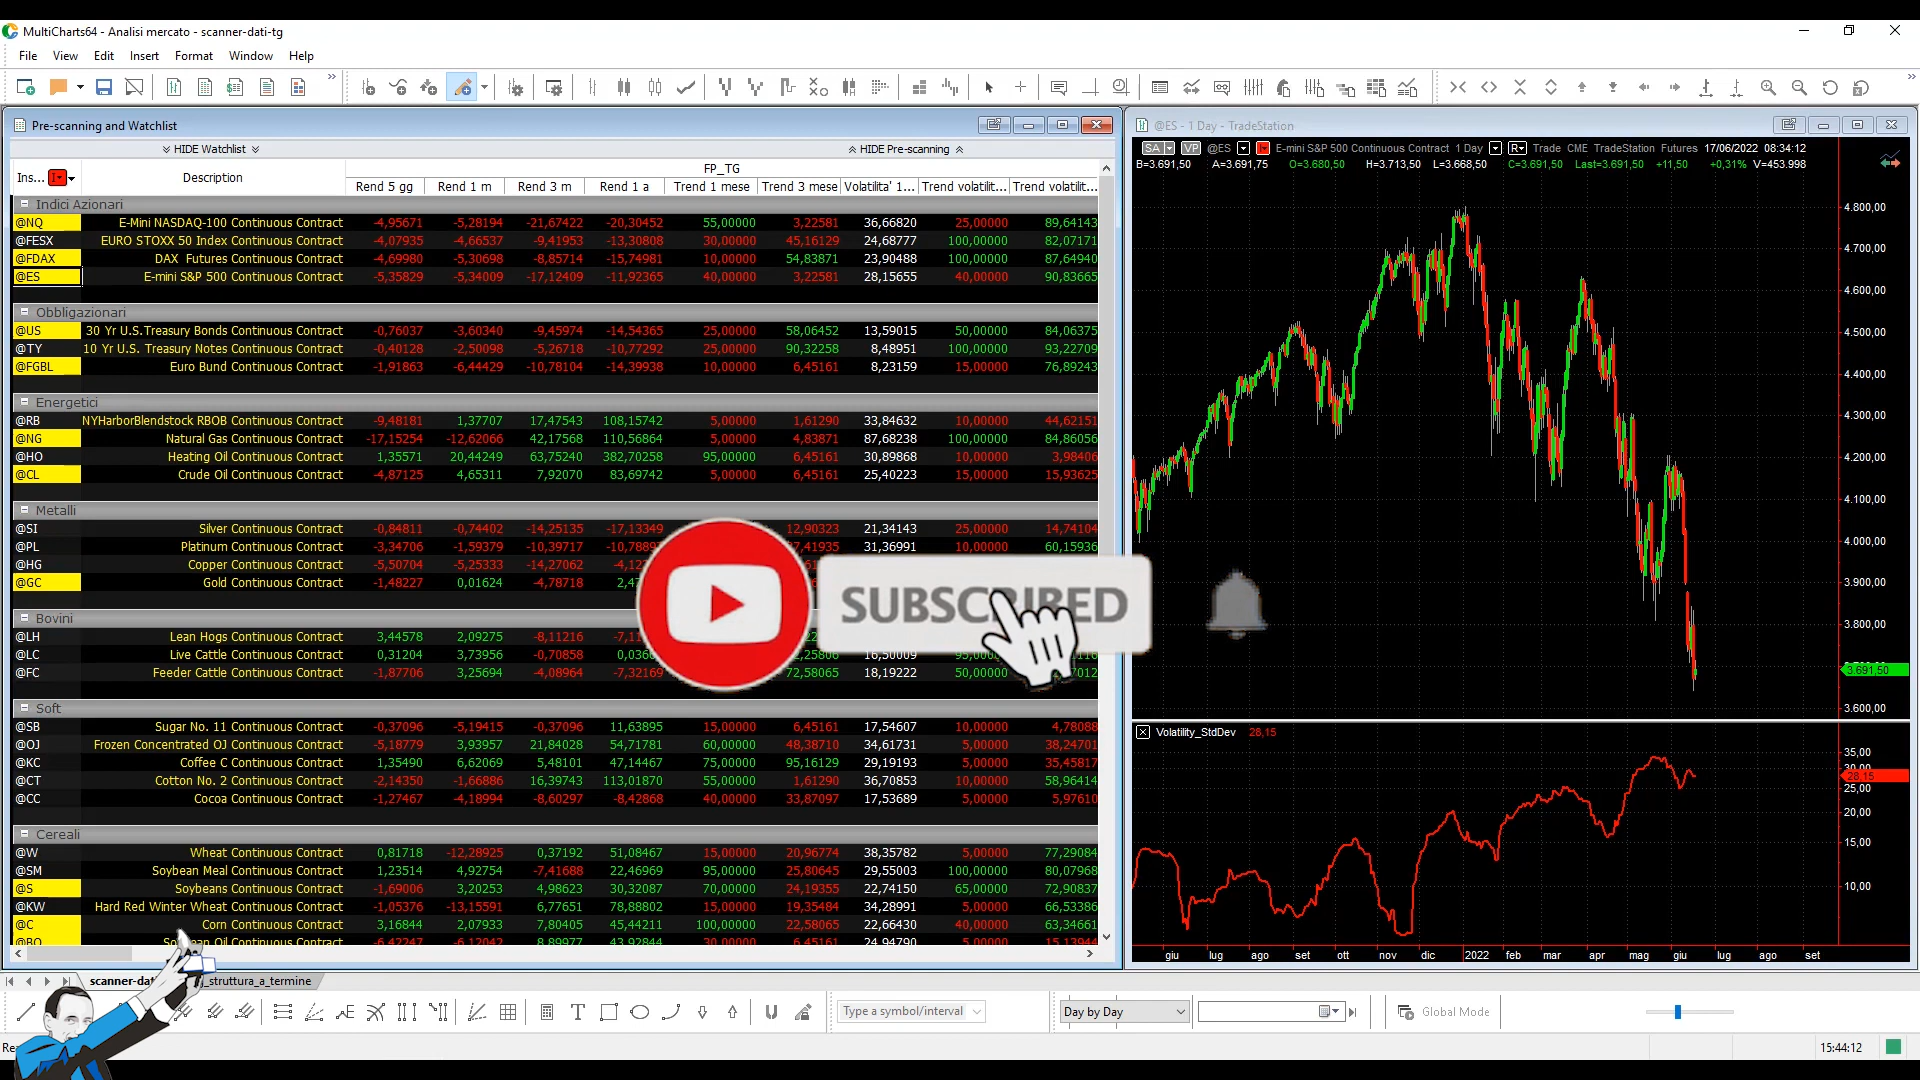 MultiCharts64 - Analisi mercato - scanner-dati-tg
File View Edit Insert Format Window Help
Pre-scanning and Watchlist
HIDE Watchlist HIDE Pre-scanning
FP_TG
Ins... Description Rend 5 gg Rend 1 m Rend 3 m Rend 1 a Trend 1 mese Trend 3 mese Volatilita' 1... Trend volatilit... Trend volatilit...
Indici Azionari
@NQ E-Mini NASDAQ-100 Continuous Contract -4,95671 -5,28194 -21,67422 -20,30452 55,00000 3,22581 36,66820 25,00000 89,64143
@FESX EURO STOXX 50 Index Continuous Contract -4,07935 -4,66537 -9,41953 -13,30808 30,00000 45,16129 24,68777 100,00000 82,07171
@FDAX DAX Futures Continuous Contract -4,69980 -5,30698 -8,85714 -15,74981 10,00000 54,83871 23,90488 100,00000 87,64940
@ES E-mini S&P 500 Continuous Contract -5,35829 -5,34009 -17,12409 -11,92365 40,00000 3,22581 28,15655 40,00000 90,83665
Obbligazionari
@US 30 Yr U.S.Treasury Bonds Continuous Contract -0,76037 -3,60340 -9,45974 -14,54365 25,00000 58,06452 13,59015 50,00000 84,06375
@TY 10 Yr U.S. Treasury Notes Continuous Contract -0,40128 -2,50098 -5,26718 -10,77292 25,00000 90,32258 8,48951 100,00000 93,22709
@FGBL Euro Bund Continuous Contract -1,91863 -6,44429 -10,78104 -14,39938 10,00000 6,45161 8,23159 15,00000 76,89243
Energetici
@RB NYHarborBlendstock RBOB Continuous Contract -9,48181 1,37707 17,47543 108,15742 5,00000 1,61290 33,84632 10,00000 44,62151
@NG Natural Gas Continuous Contract -17,15254 -12,62066 42,17568 110,56864 5,00000 4,83871 87,68238 100,00000 84,86056
@HO Heating Oil Continuous Contract 1,35571 20,44249 63,75240 382,70258 95,00000 6,45161 30,89868 10,00000 3,98406
@CL Crude Oil Continuous Contract -4,87125 4,65311 7,92070 83,69742 5,00000 6,45161 25,40223 15,00000 15,93625
Metalli
@SI Silver Continuous Contract -0,84811 -0,74402 -14,25135 -17,13349 12,90323 21,34143 25,00000 14,74104
@PL Platinum Continuous Contract -3,34706 -1,59379 -10,39717 31,36991 10,00000 60,15936
@HG Copper Continuous Contract -5,50704 -5,25333 -14,27062
@GC Gold Continuous Contract -1,48227 0,01624 -4,78718
Bovini
@LH Lean Hogs Continuous Contract 3,44578 2,09275 -8,11216
@LC Live Cattle Continuous Contract 0,31204 3,73956 -0,70858
@FC Feeder Cattle Continuous Contract -1,87706 3,25694 -4,08964 -7,32169 72,58065 18,19222 50,00000
SUBSCRIBED
Soft
@SB Sugar No. 11 Continuous Contract -0,37096 -5,19415 -0,37096 11,63895 15,00000 6,45161 17,54607 10,00000 4,78088
@OJ Frozen Concentrated OJ Continuous Contract -5,18779 3,93957 21,84028 54,71781 60,00000 48,38710 34,61731 5,00000 38,24701
@KC Coffee C Continuous Contract 1,35490 6,62069 5,48101 47,14467 75,00000 95,16129 29,19193 5,00000 35,45817
@CT Cotton No. 2 Continuous Contract -2,14350 -1,66886 16,39743 113,01870 55,00000 1,61290 36,70853 10,00000 58,96414
@CC Cocoa Continuous Contract -1,27467 -4,18994 -8,60297 -8,42868 40,00000 33,87097 17,53689 5,00000 5,97610
Cereali
@W Wheat Continuous Contract 0,81718 -12,28925 0,37192 51,08467 15,00000 20,96774 38,35782 5,00000 77,29084
@SM Soybean Meal Continuous Contract 1,23514 4,92754 -7,41688 22,46969 95,00000 25,80645 29,55003 100,00000 80,07968
@S Soybeans Continuous Contract -1,69006 3,20253 4,98623 30,32087 70,00000 24,19355 22,74150 65,00000 72,90837
@KW Hard Red Winter Wheat Continuous Contract -1,05376 -13,15591 6,77651 78,88802 15,00000 19,35484 34,28991 5,00000 66,53386
@C Corn Continuous Contract 3,16844 2,07933 7,80405 45,44211 100,00000 22,58065 22,66430 40,00000 63,34661
@BO Oil Continuous Contract -6,42247 -6,12042 8,89977 43,92844 30,00000 6,45161 24,94790 5,00000 15,13944
@ES - 1 Day - TradeStation
SA VP @ES E-mini S&P 500 Continuous Contract 1 Day R Trade CME TradeStation Futures 17/06/2022 08:34:12
B=3.691,50 A=3.691,75 O=3.680,50 H=3.713,50 L=3.668,50 C=3.691,50 Last=3.691,50 +11,50 +0,31% V=453.998
4.800,00
4.700,00
4.600,00
4.500,00
4.400,00
4.300,00
4.200,00
4.100,00
4.000,00
3.900,00
3.800,00
3.691,50
3.600,00
Volatility_StdDev 28,15
35,00
30,00
28,15
25,00
20,00
15,00
10,00
giu lug ago set ott nov dic 2022 feb mar apr mag giu lug ago set
_struttura_a_termine
Type a symbol/interval Day by Day Global Mode
15:44:12